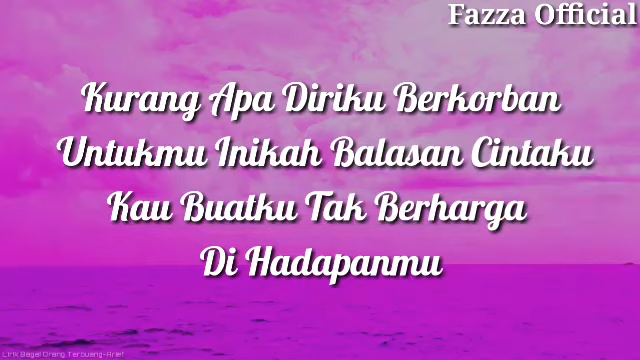 Fazza Official
Kurang Apa Diriku Berkorban
Untukmu Inikah Balasan Cintaku
Kau Buatku Tak Berharga
Di Hadapanmu
Lirik Bagai Orang Terbuang-Arief